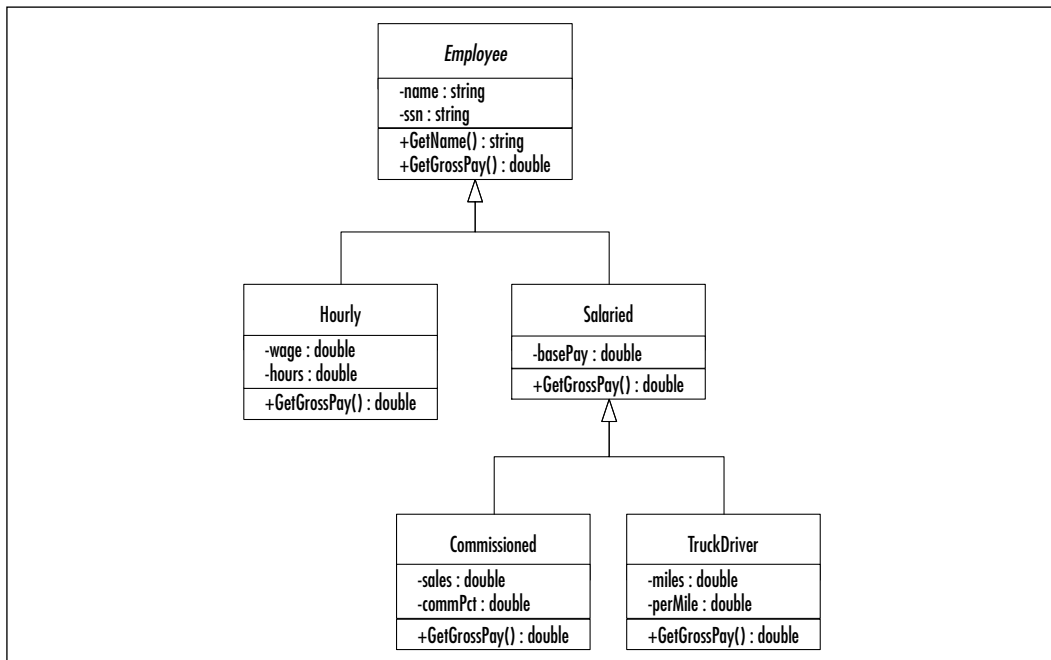 Employee
-name : string
-ssn : string
+GetName() : string
+GetGrossPay() : double
Hourly
-wage : double
-hours : double
+GetGrossPay() : double
Salaried
-basePay : double
+GetGrossPay() : double
Commissioned
-sales : double
-commPct : double
+GetGrossPay() : double
TruckDriver
-miles : double
-perMile : double
+GetGrossPay() : double